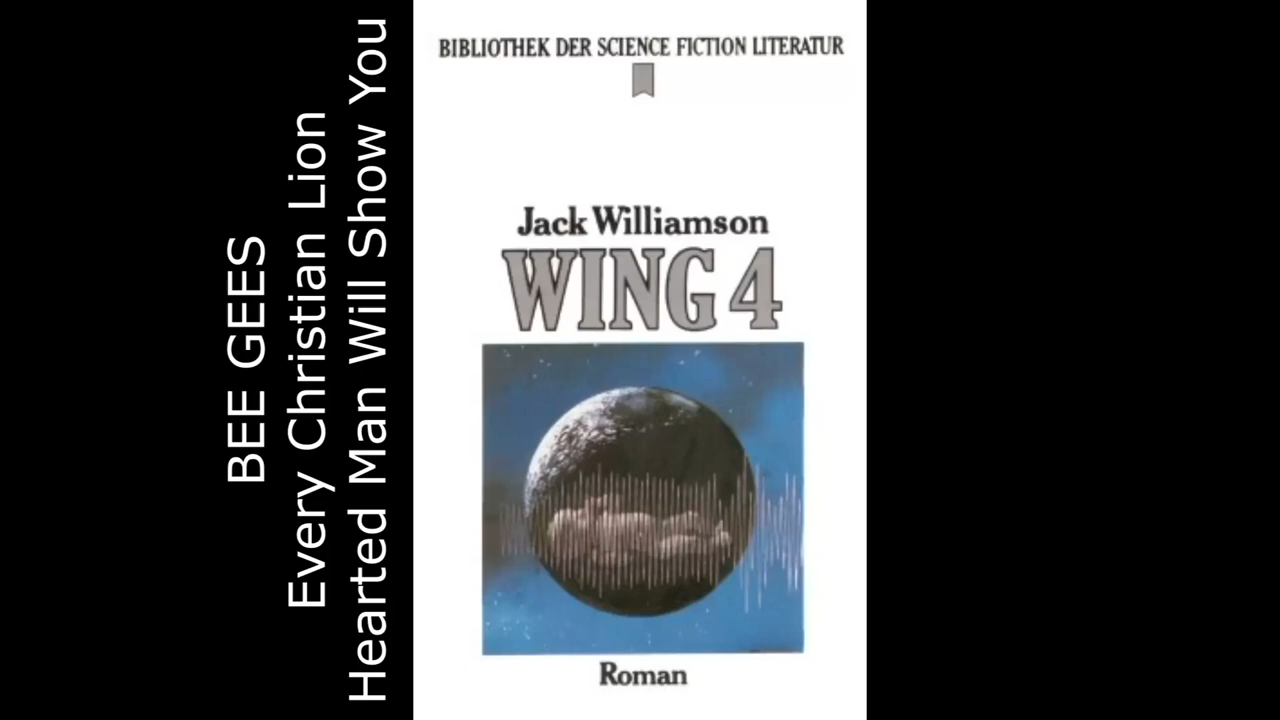 BEE GEES
Every Christian Lion
Hearted Man Will Show You
BIBLIOTHEK DER SCIENCE FICTION LITERATUR
Jack Williamson
WING 4
Roman